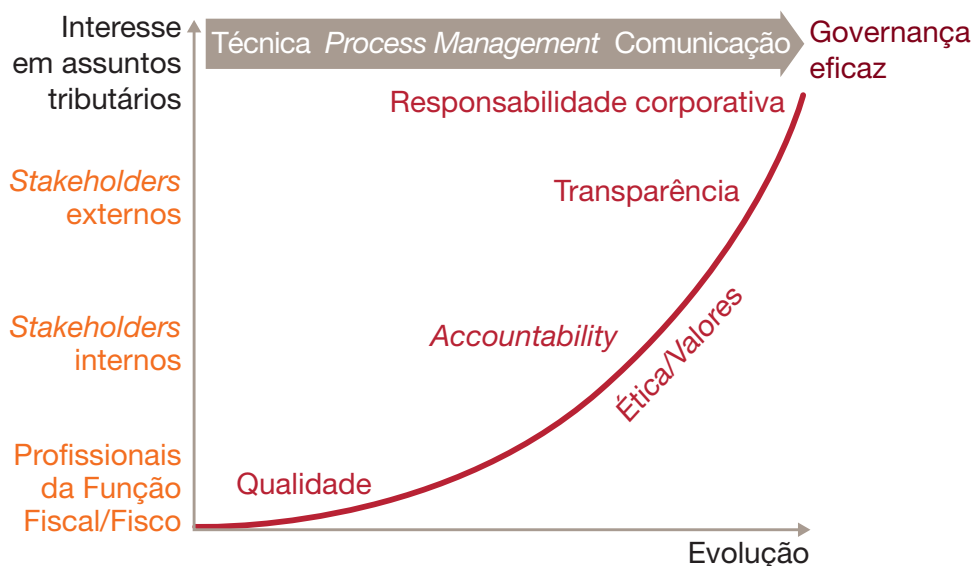 Interesse
em assuntos
tributários
Técnica Process Management Comunicação
Governança
eficaz
Responsabilidade corporativa
Stakeholders
externos
Transparência
Stakeholders
internos
Accountability
Ética/Valores
Profissionais
da Função
Fiscal/Fisco
Qualidade
Evolução